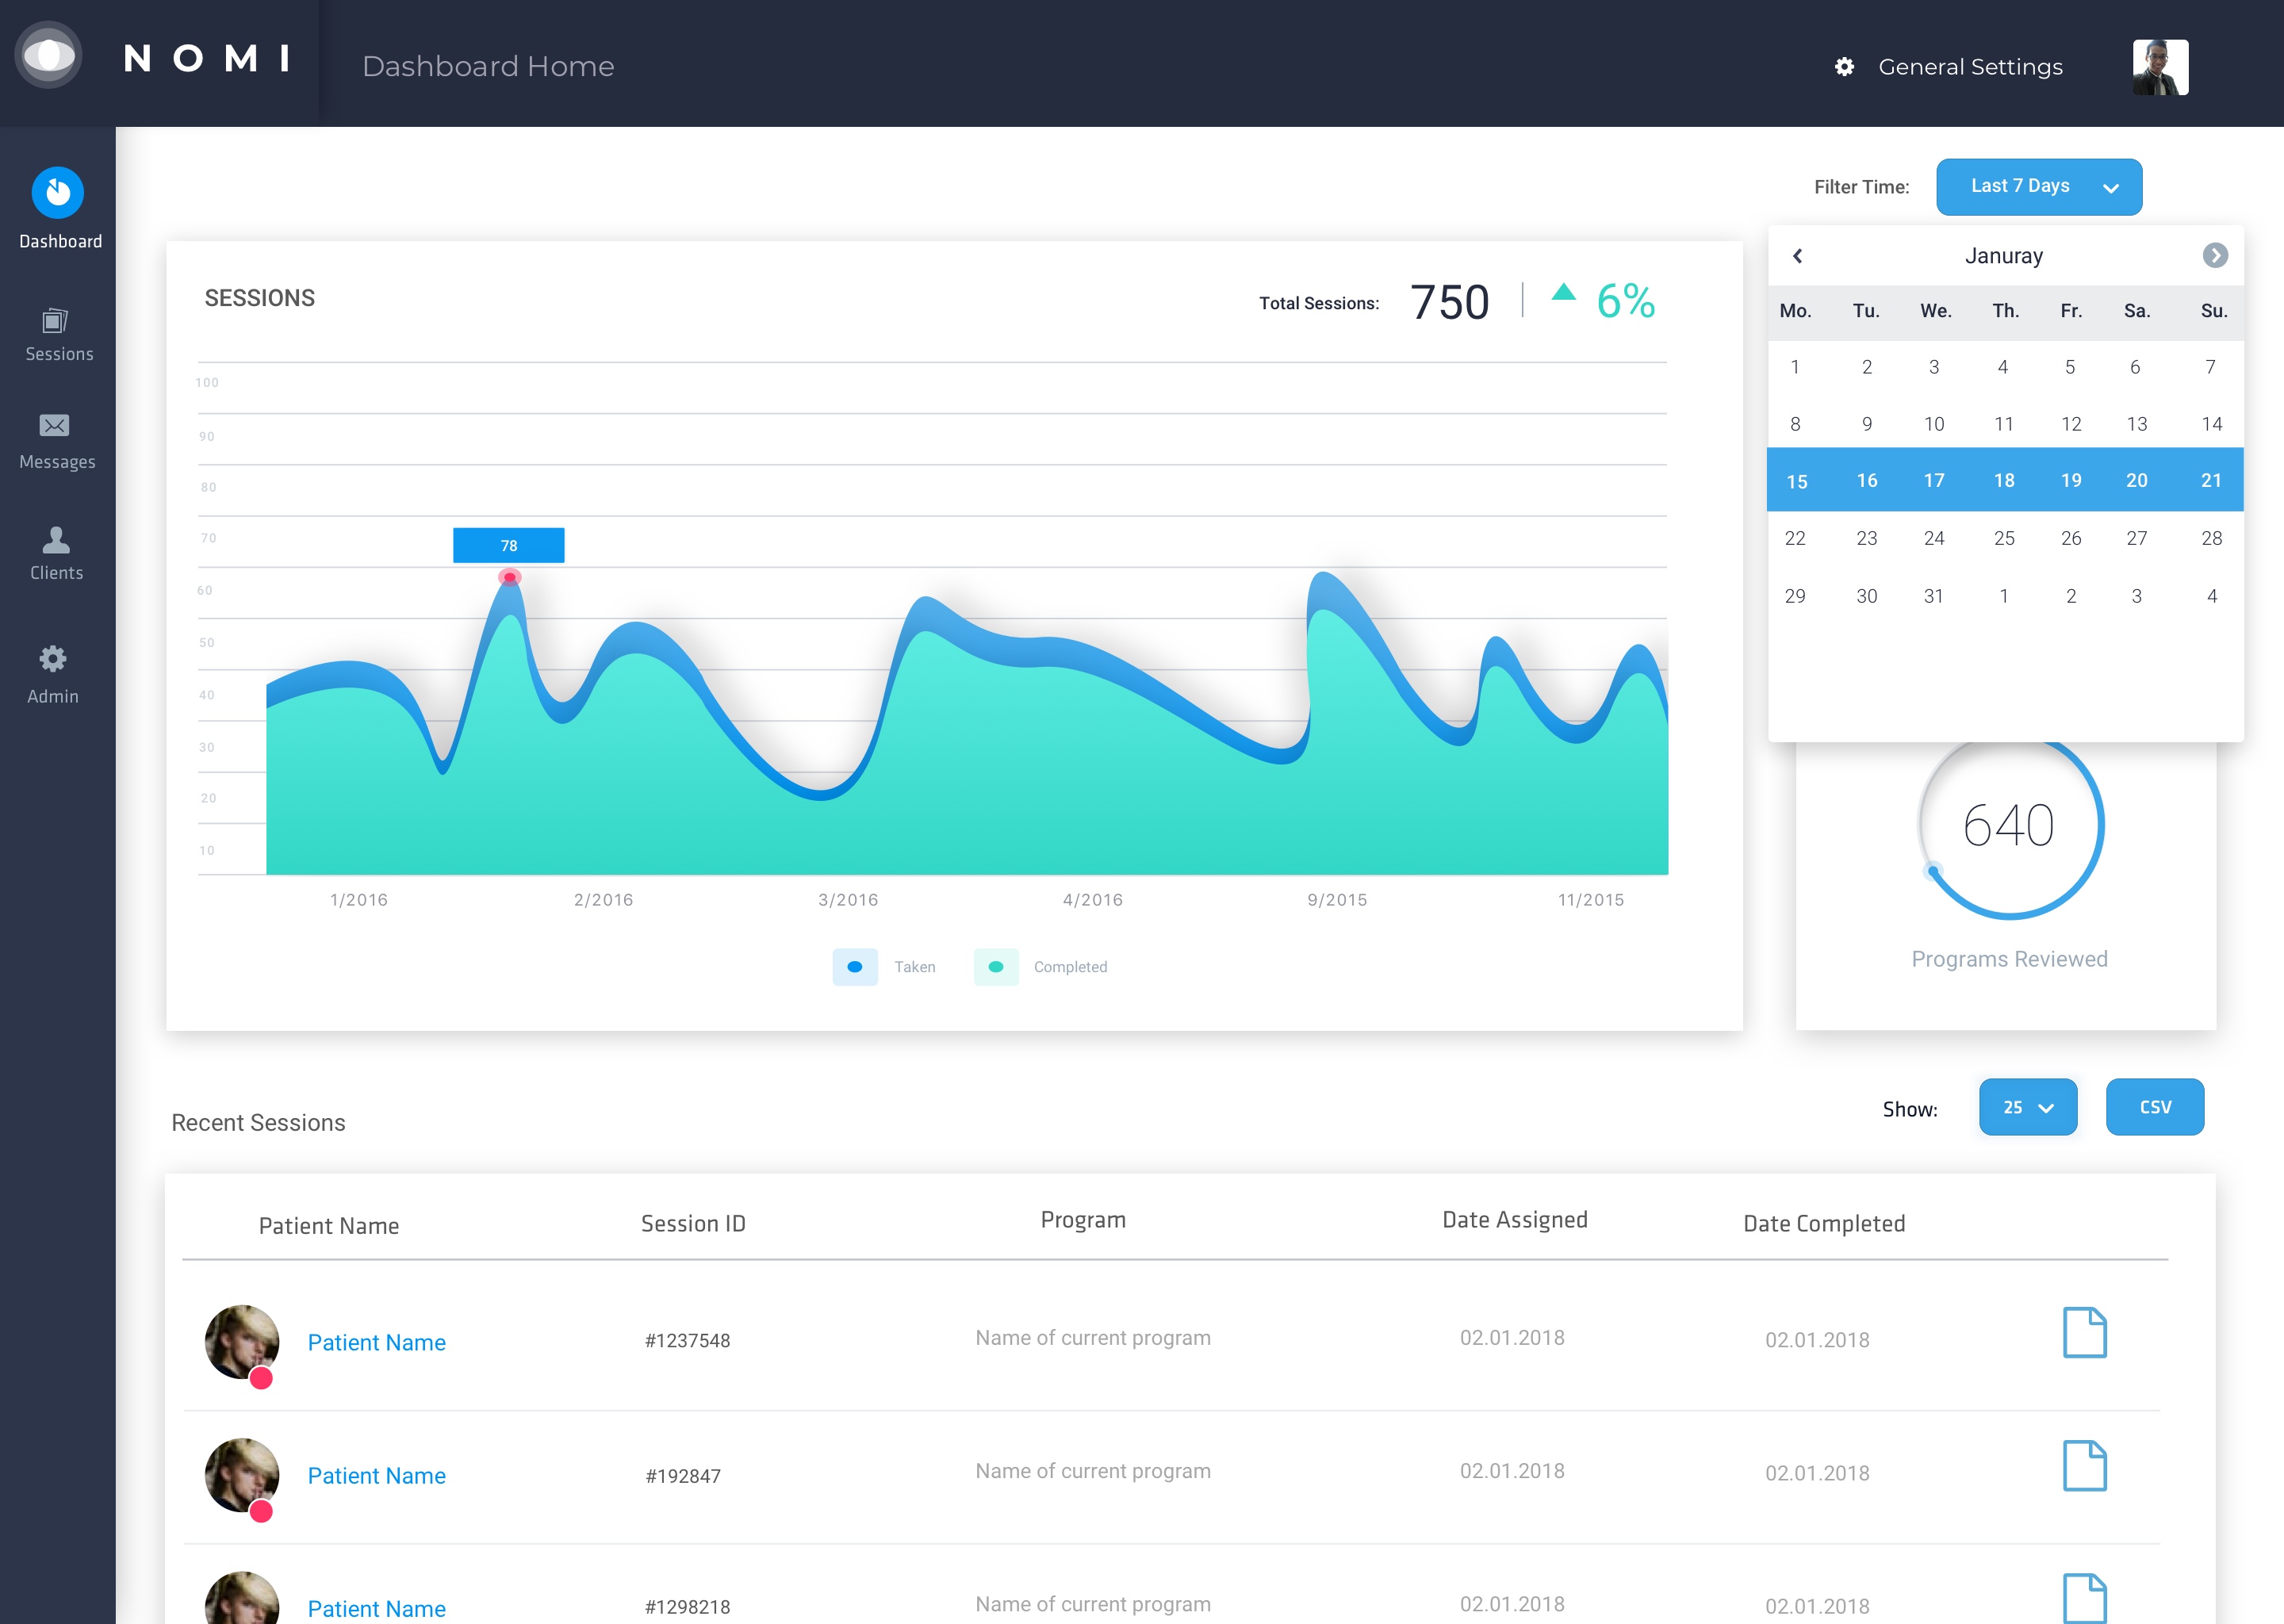 NOMI
Dashboard Home
General Settings
Dashboard
Sessions
Messages
Clients
Admin
Filter Time:
Last 7 Days
SESSIONS
Total Sessions:
750
6%
100
90
80
70
60
50
40
30
20
10
78
1/2016 2/2016 3/2016 4/2016 9/2015 11/2015
Taken
Completed
Januray
Mo. Tu. We. Th. Fr. Sa. Su.
1 2 3 4 5 6 7
8 9 10 11 12 13 14
15 16 17 18 19 20 21
22 23 24 25 26 27 28
29 30 31 1 2 3 4
640
Programs Reviewed
Recent Sessions
Show:
25
CSV
Patient Name Session ID Program Date Assigned Date Completed
Patient Name #1237548 Name of current program 02.01.2018 02.01.2018
Patient Name #192847 Name of current program 02.01.2018 02.01.2018
Patient Name #1298218 Name of current program 02.01.2018 02.01.2018